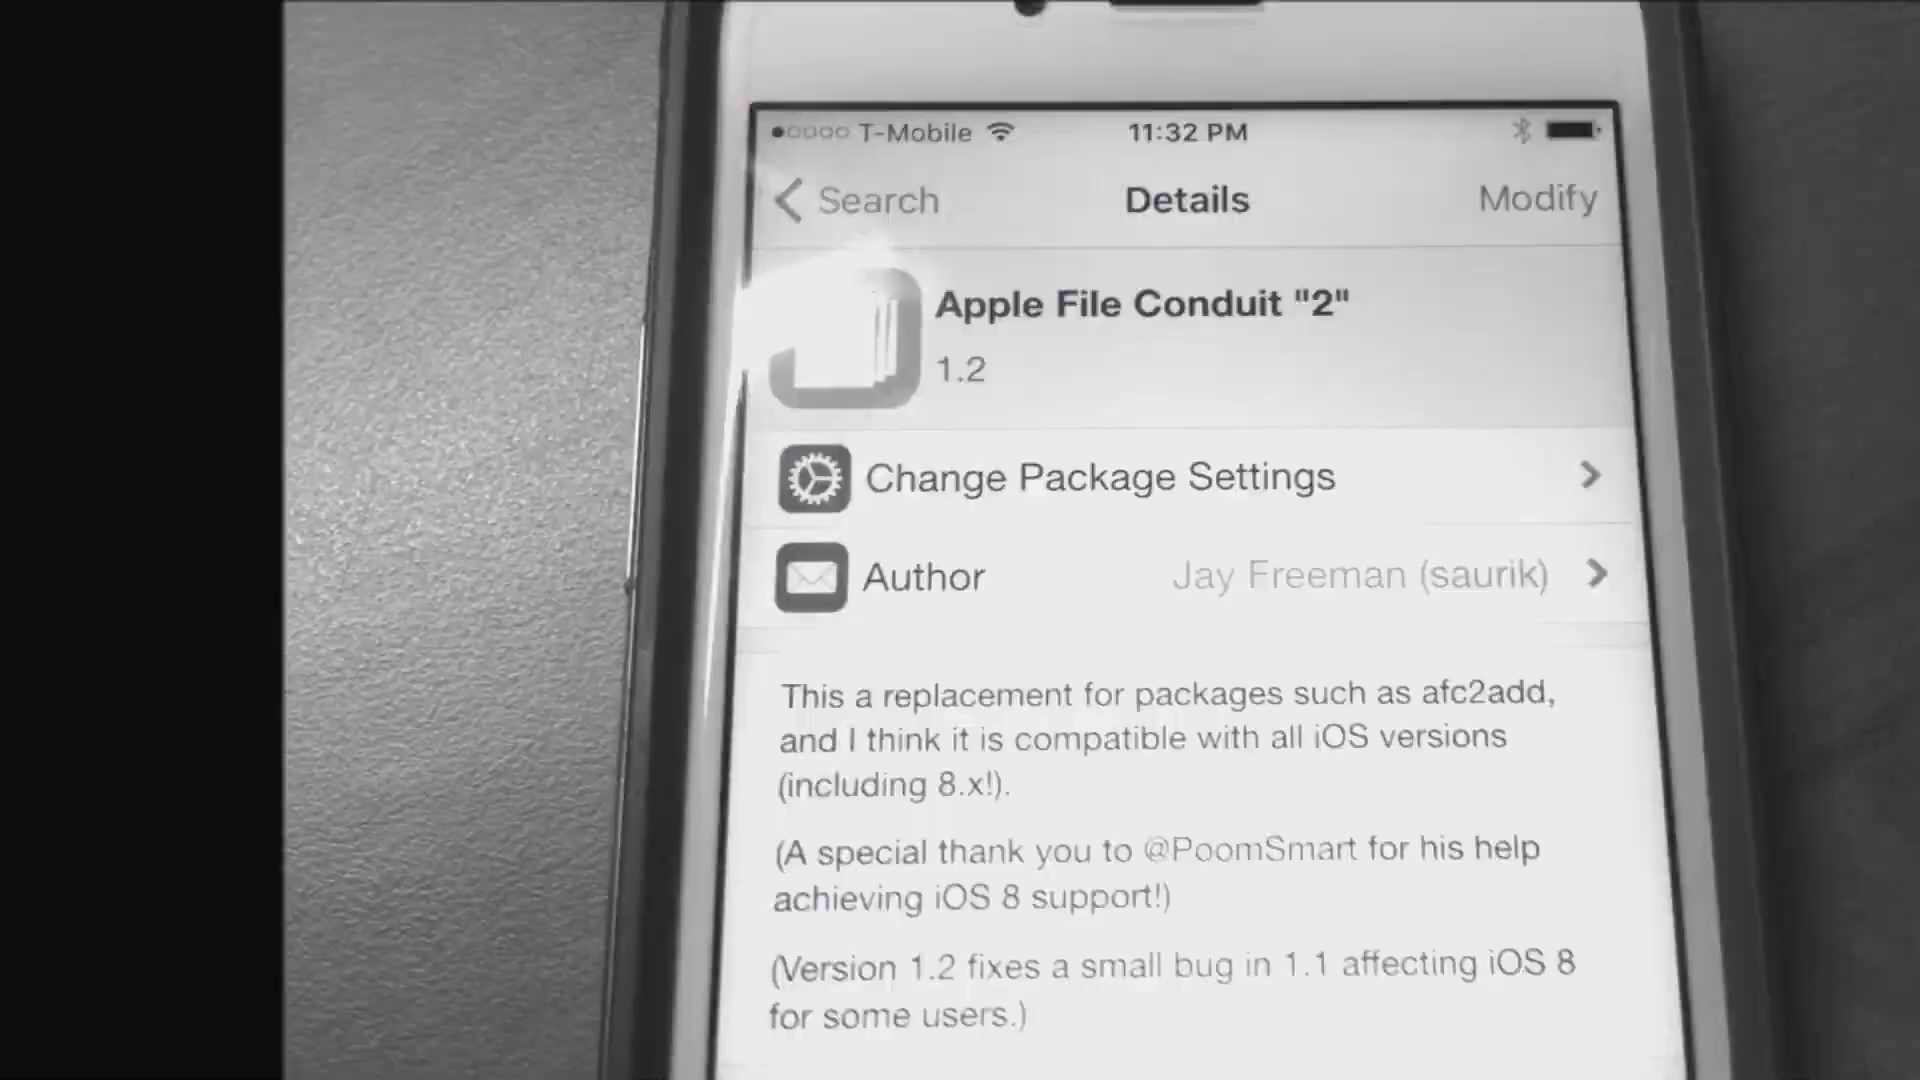 T-Mobile 11:32 PM
Search Details Modify
Apple File Conduit "2"
1.2
Change Package Settings
Author Jay Freeman (saurik)
This a replacement for packages such as afc2add,
and I think it is compatible with all iOS versions
(including 8.x!).
(A special thank you to @PoomSmart for his help
achieving iOS 8 support!)
(Version 1.2 fixes a small bug in 1.1 affecting iOS 8
for some users.)